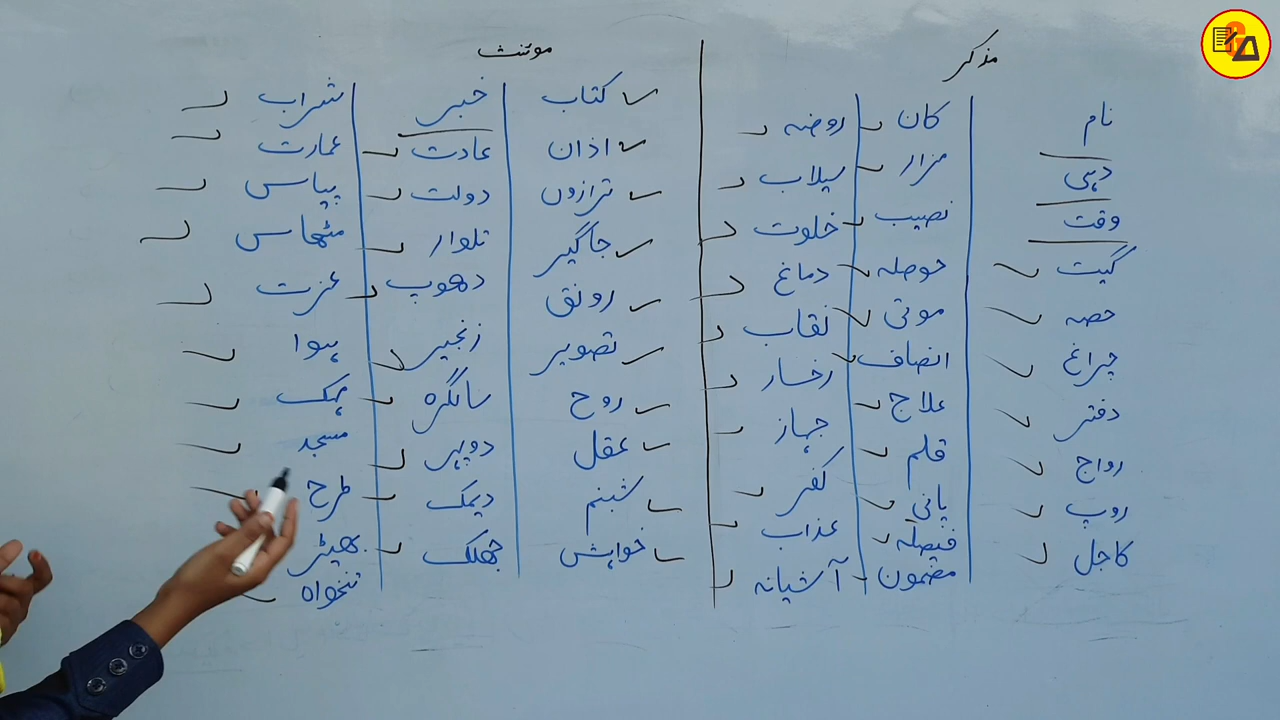 مذکر
نام
دہی
وقت
گیت
حصہ
چراغ
دفتر
رواج
روپ
کاجل
کان
مزار
نصیب
حوصلہ
موتی
انصاف
علاج
قلم
پانی
فیصلہ
مضمون
روضہ
سیلاب
خلوت
دماغ
نقاب
رخسار
جہاز
کفر
عذاب
آشیانہ
موئنث
کتاب
اذان
ترازوں
جاگیر
رونق
تصویر
روح
عقل
شبنم
خواہش
خبر
عادت
دولت
تلوار
دھوپ
زنجیر
سالگرہ
دوپہر
دیمک
جھلک
شراب
عمارت
پیاس
مٹھاس
عزت
ہوا
مہک
مسجد
طرح
بھیڑ
تنخواہ